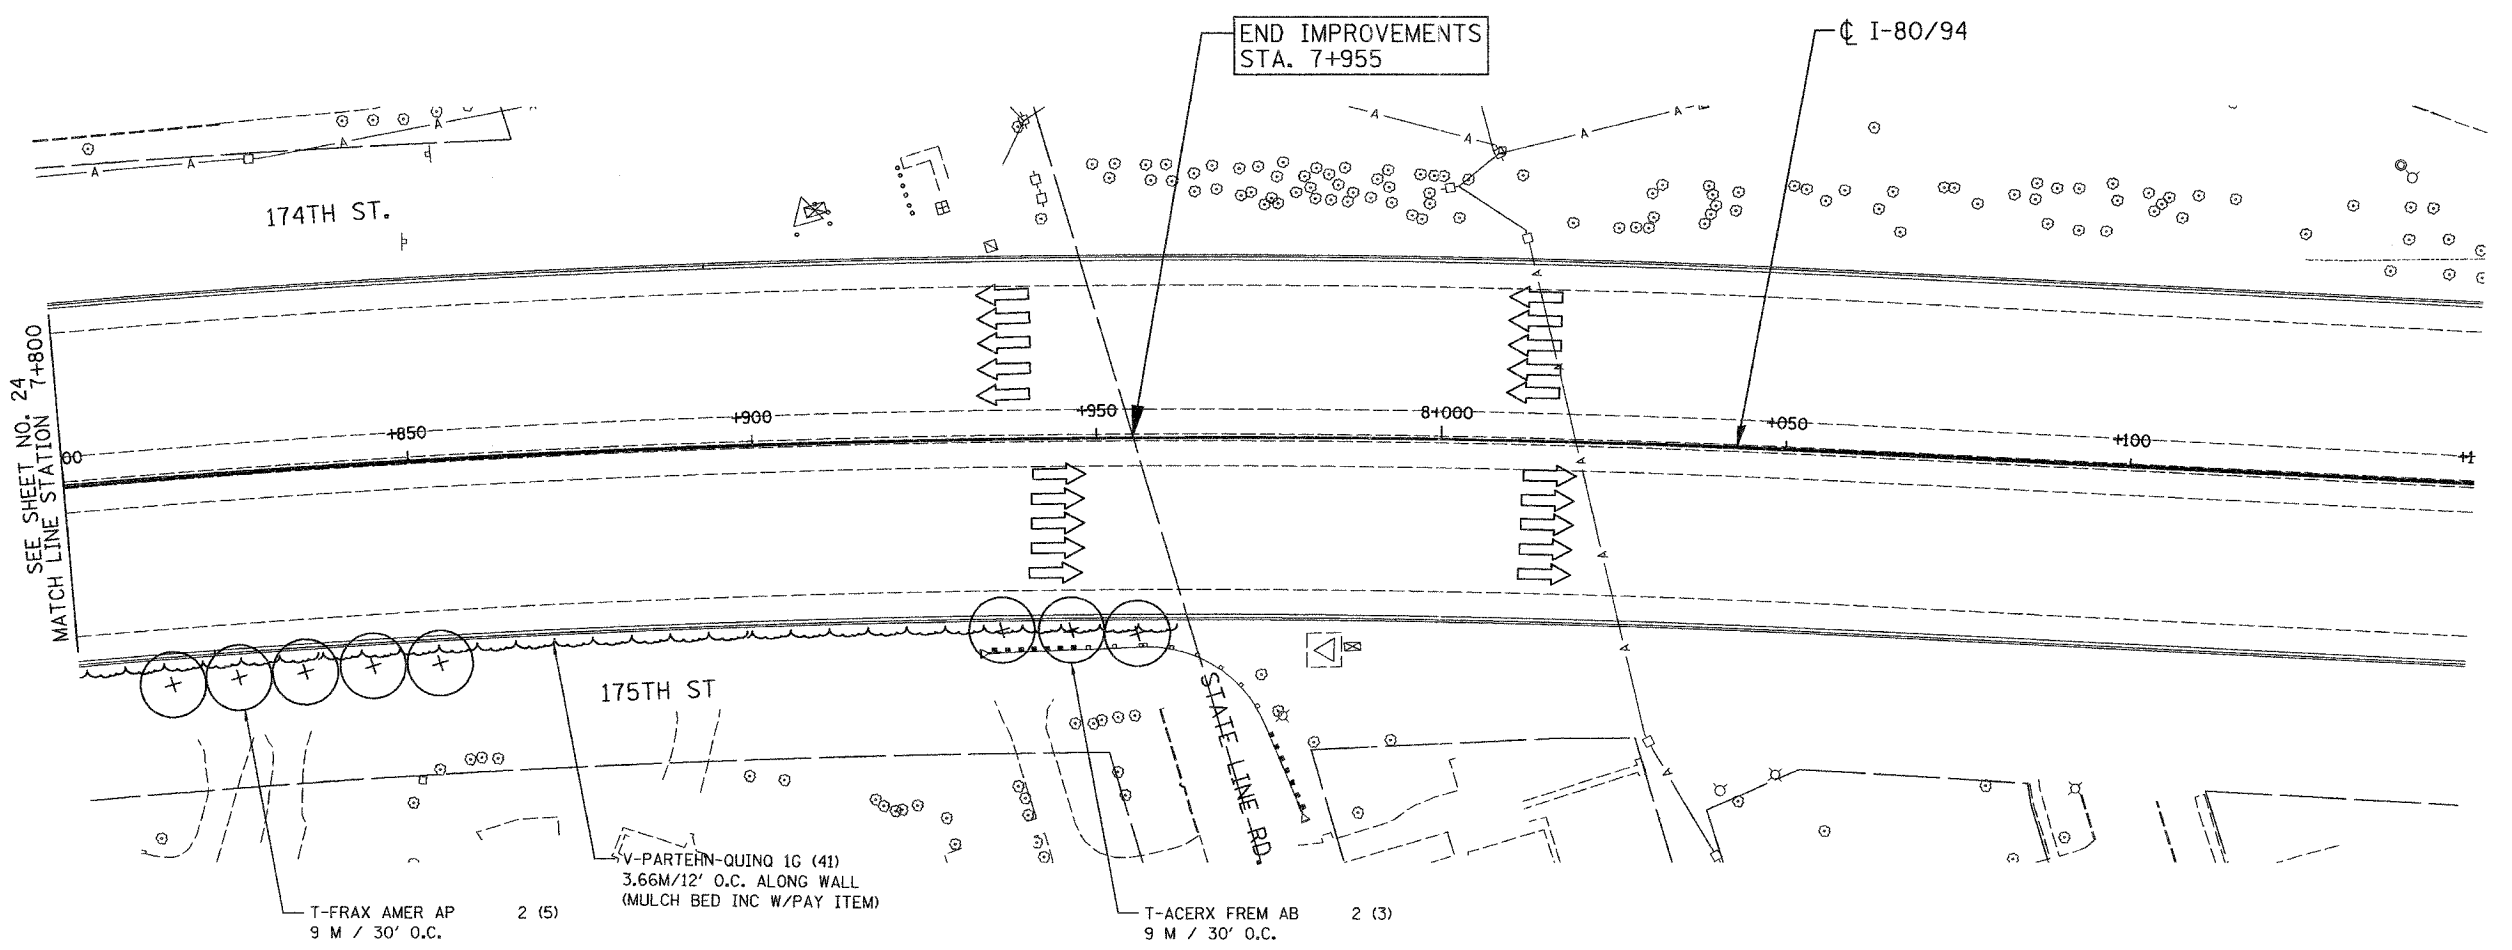 END IMPROVEMENTS
STA. 7+955
℄ I-80/94
A
A
A
A
A
A
A
A
174TH ST.
SEE SHEET NO. 24
MATCH LINE STATION 7+800
00
+850
+900
+950
8+000
+050
+100
+1
A
A
A
A
A
A
175TH ST
STATE LINE RD.
V-PARTEHN-QUINQ 1G (41)
3.66M/12' O.C. ALONG WALL
(MULCH BED INC W/PAY ITEM)
T-FRAX AMER AP 2 (5)
9 M / 30' O.C.
T-ACERX FREM AB 2 (3)
9 M / 30' O.C.